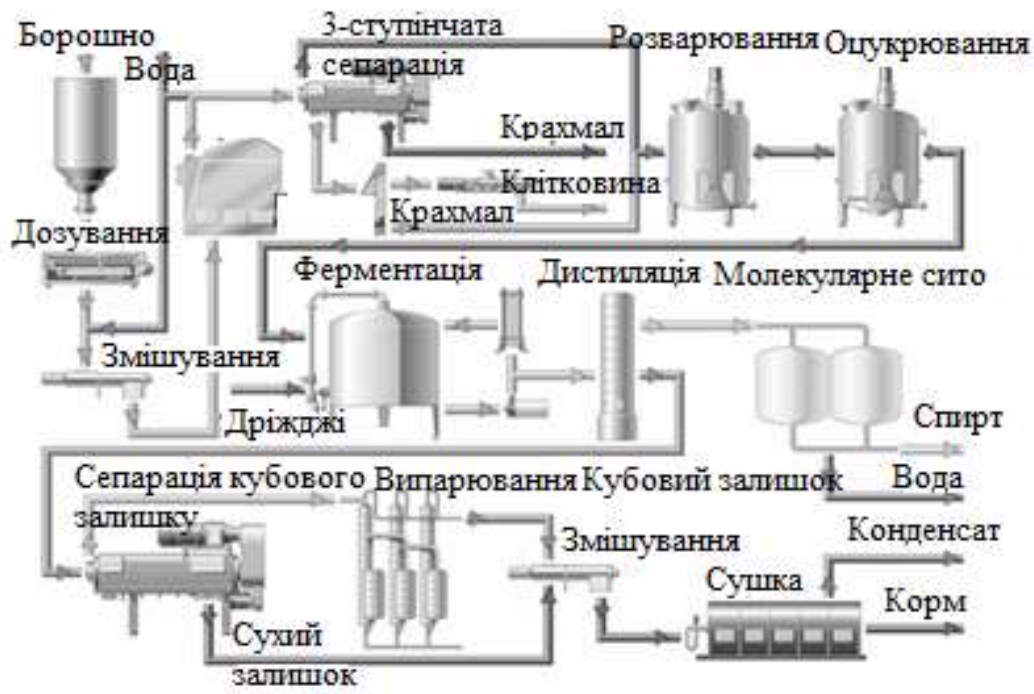 Борошно
Вода
3-ступінчата
сепарація
Розварювання
Оцукрювання
Крахмал
Клітковина
Крахмал
Дозування
Ферментація
Дистиляція
Молекулярне сито
Змішування
Дріжджі
Спирт
Вода
Сепарація кубового
залишку
Випарювання
Кубовий залишок
Змішування
Конденсат
Сушка
Корм
Сухий
залишок